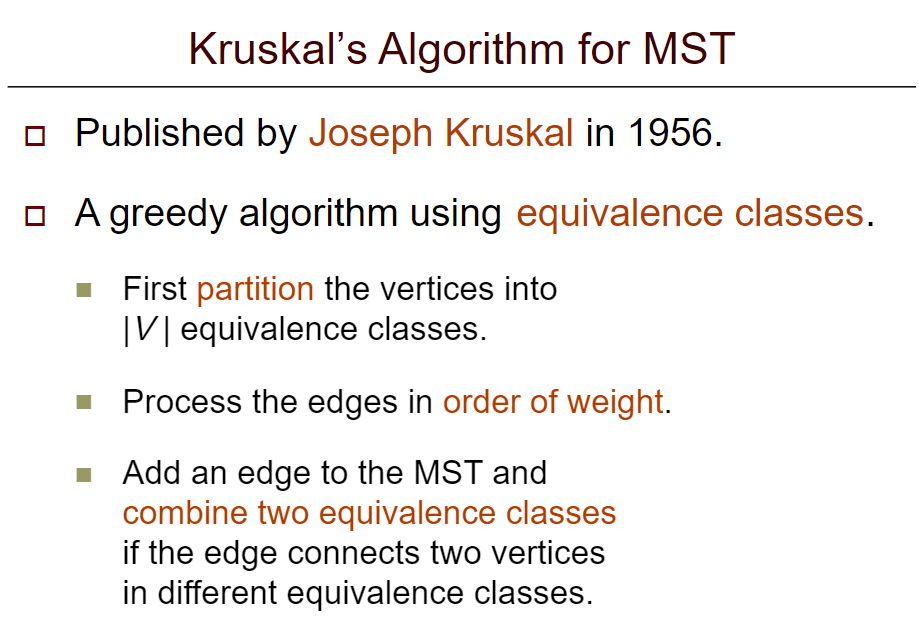 Kruskal’s Algorithm for MST
Published by Joseph Kruskal in 1956.
A greedy algorithm using equivalence classes.
First partition the vertices into
|V| equivalence classes.
Process the edges in order of weight.
Add an edge to the MST and
combine two equivalence classes
if the edge connects two vertices
in different equivalence classes.